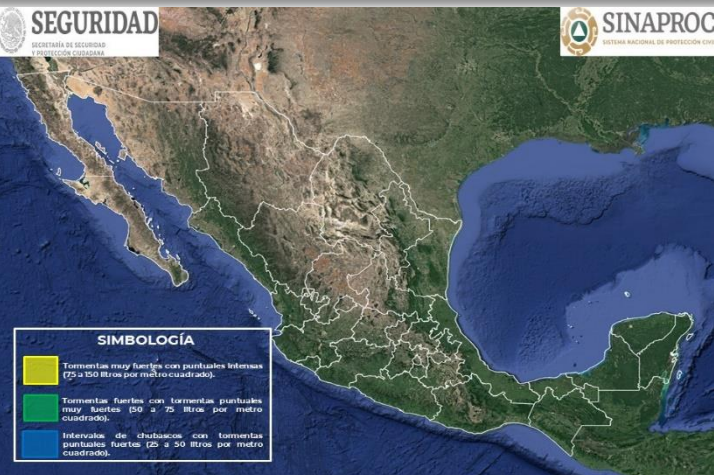 SEGURIDAD
SECRETARÍA DE SEGURIDAD
Y PROTECCIÓN CIUDADANA
SINAPROC
SISTEMA NACIONAL DE PROTECCIÓN CIVI
SIMBOLOGÍA
Tormentas muy fuertes con puntuales Intensas
(75 a 150 litros por metro cuadrado).
Tormentas fuertes con tormentas puntuales
muy fuertes (50 a 75 litros por metro
cuadrado).
Intervalos de chubascos con tormentas
puntuales fuertes (25 a 50 litros por metro
cuadrado).